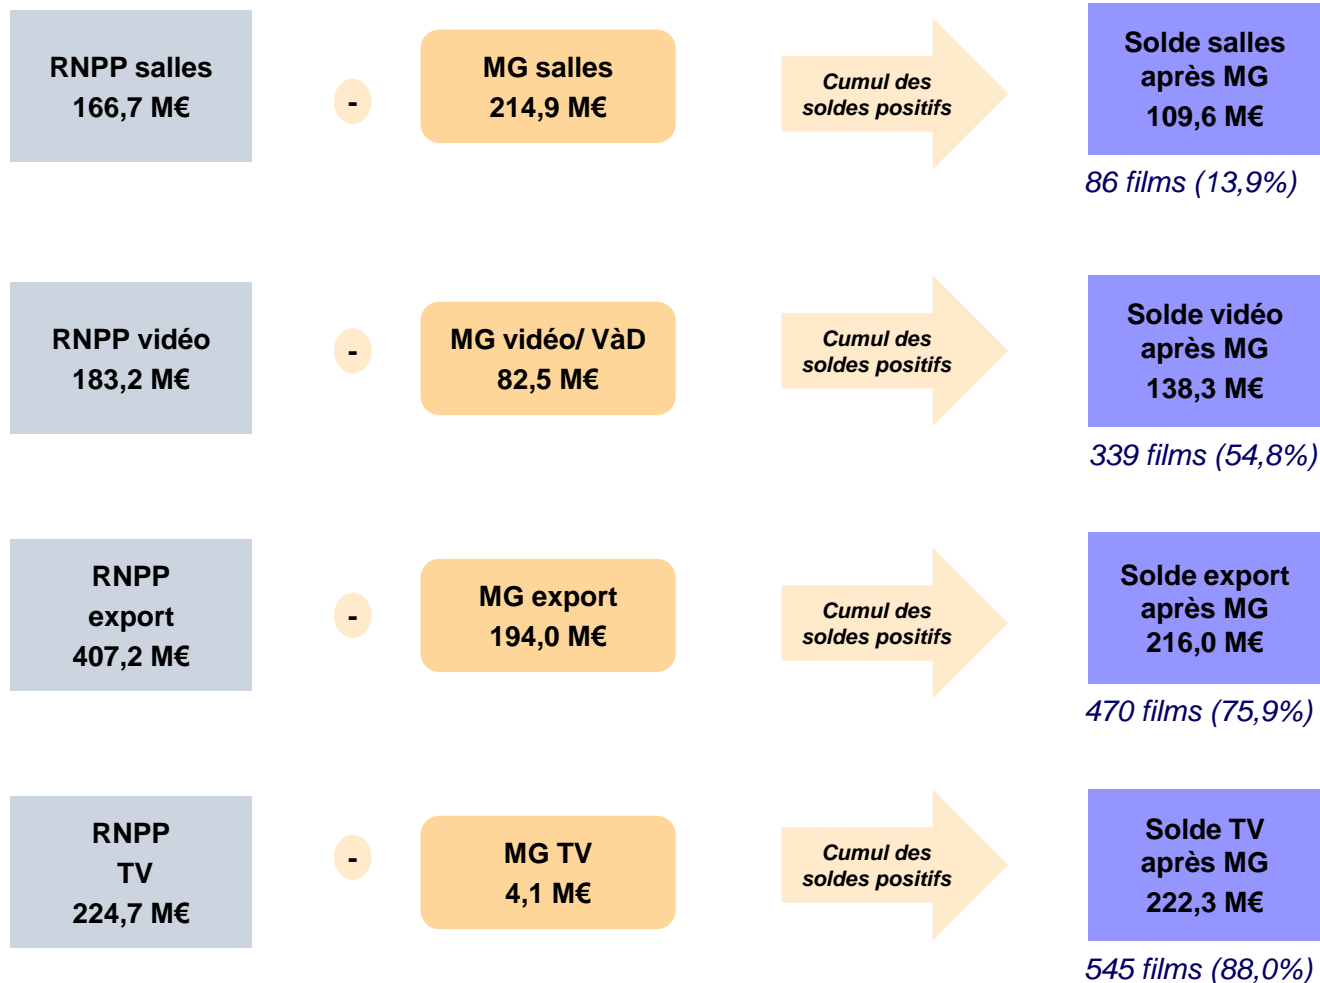 RNPP salles
166,7 M€
-
MG salles
214,9 M€
Cumul des
soldes positifs
Solde salles
après MG
109,6 M€
86 films (13,9%)
RNPP vidéo
183,2 M€
-
MG vidéo/ VàD
82,5 M€
Cumul des
soldes positifs
Solde vidéo
après MG
138,3 M€
339 films (54,8%)
RNPP
export
407,2 M€
-
MG export
194,0 M€
Cumul des
soldes positifs
Solde export
après MG
216,0 M€
470 films (75,9%)
RNPP
TV
224,7 M€
-
MG TV
4,1 M€
Cumul des
soldes positifs
Solde TV
après MG
222,3 M€
545 films (88,0%)